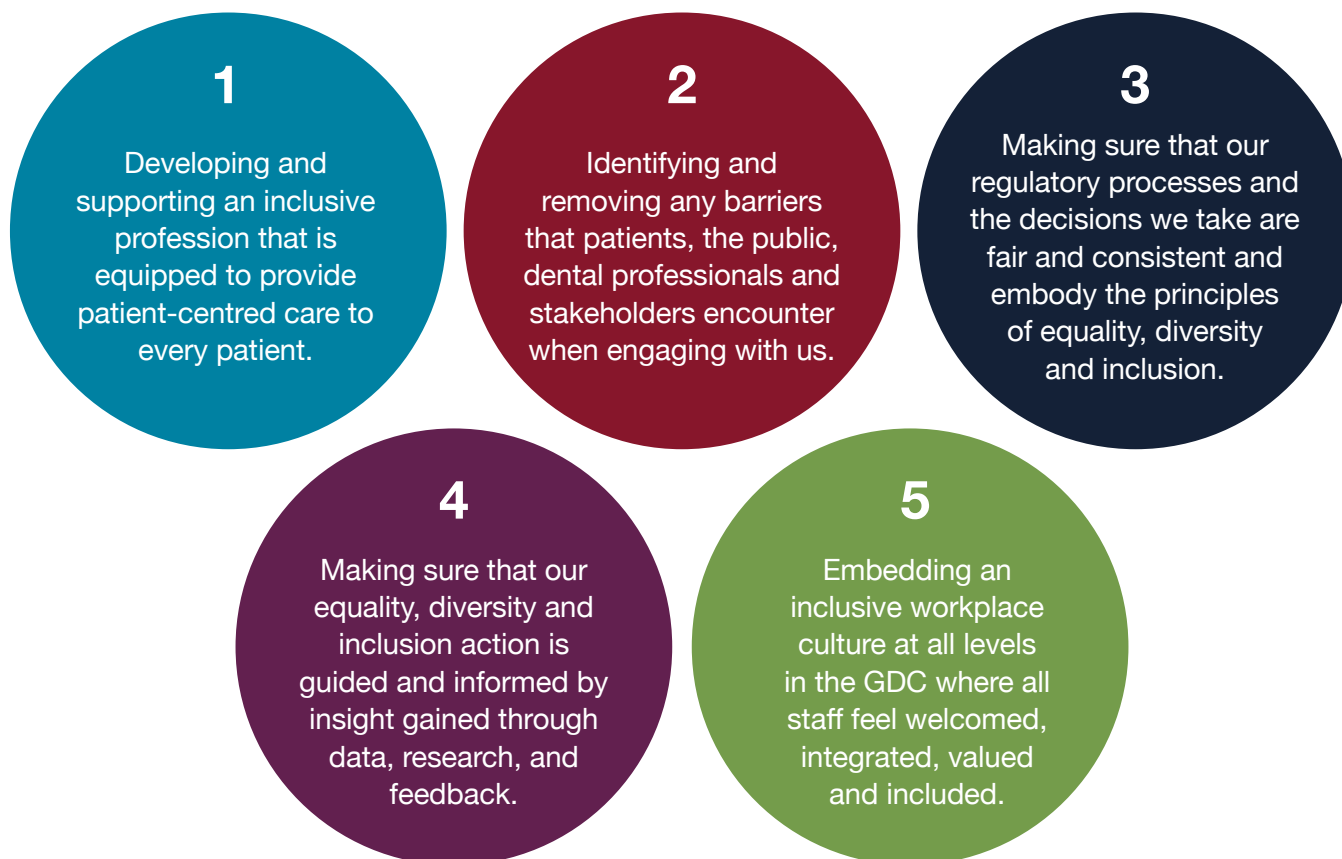 1
Developing and
supporting an inclusive
profession that is
equipped to provide
patient-centred care to
every patient.
2
Identifying and
removing any barriers
that patients, the public,
dental professionals and
stakeholders encounter
when engaging with us.
3
Making sure that our
regulatory processes and
the decisions we take are
fair and consistent and
embody the principles
of equality, diversity
and inclusion.
4
Making sure that our
equality, diversity and
inclusion action is
guided and informed by
insight gained through
data, research, and
feedback.
5
Embedding an
inclusive workplace
culture at all levels
in the GDC where all
staff feel welcomed,
integrated, valued
and included.